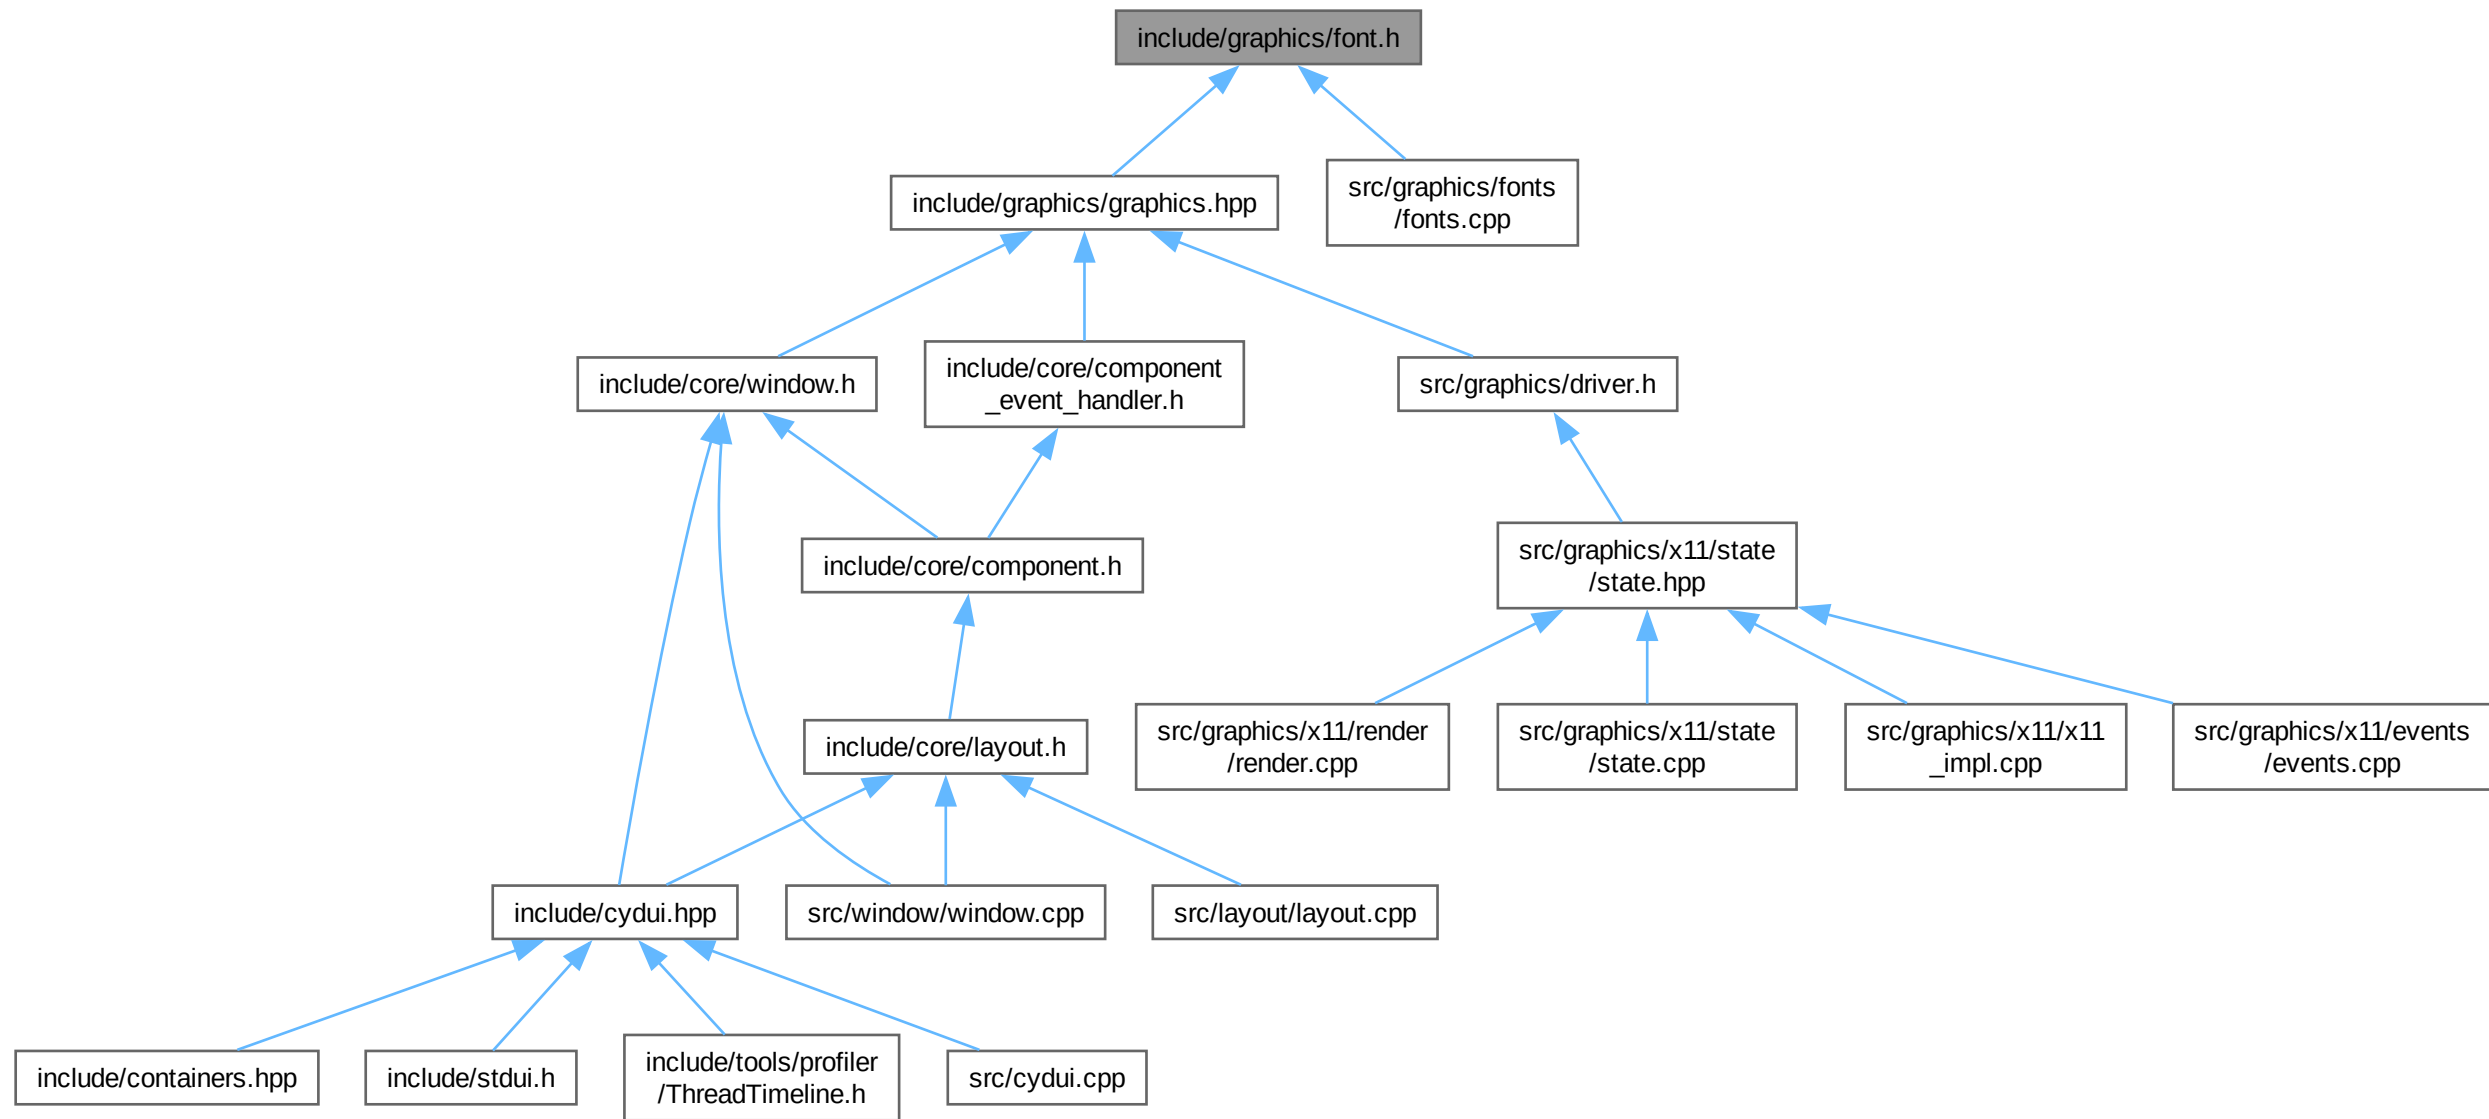 include/graphics/font.h
include/graphics/graphics.hpp
src/graphics/fonts
/fonts.cpp
include/core/window.h
include/core/component
_event_handler.h
src/graphics/driver.h
include/core/component.h
src/graphics/x11/state
/state.hpp
include/core/layout.h
src/graphics/x11/render
/render.cpp
src/graphics/x11/state
/state.cpp
src/graphics/x11/x11
_impl.cpp
src/graphics/x11/events
/events.cpp
include/cydui.hpp
src/window/window.cpp
src/layout/layout.cpp
include/containers.hpp
include/stdui.h
include/tools/profiler
/ThreadTimeline.h
src/cydui.cpp